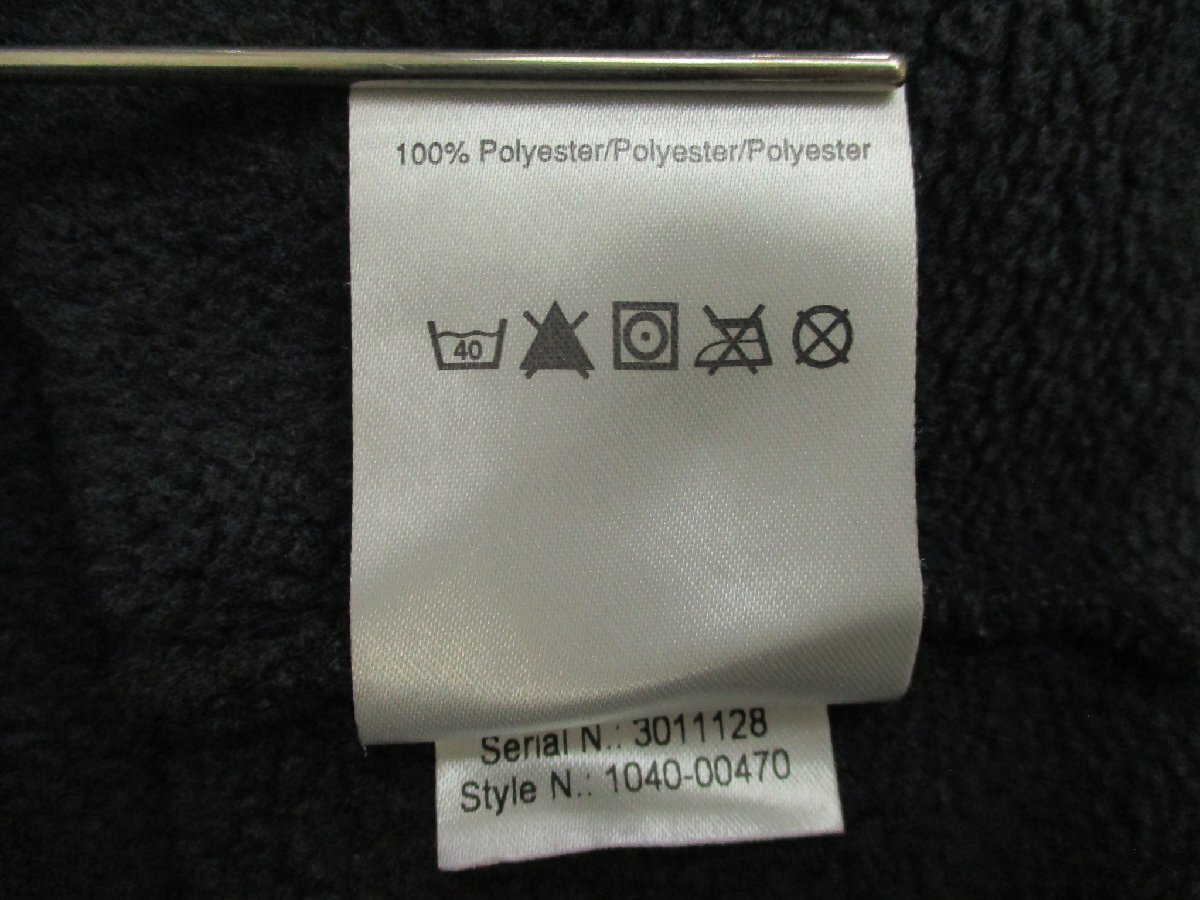 100% Polyester/Polyester/Polyester
40
Serial N.: 3011128
Style N.: 1040-00470